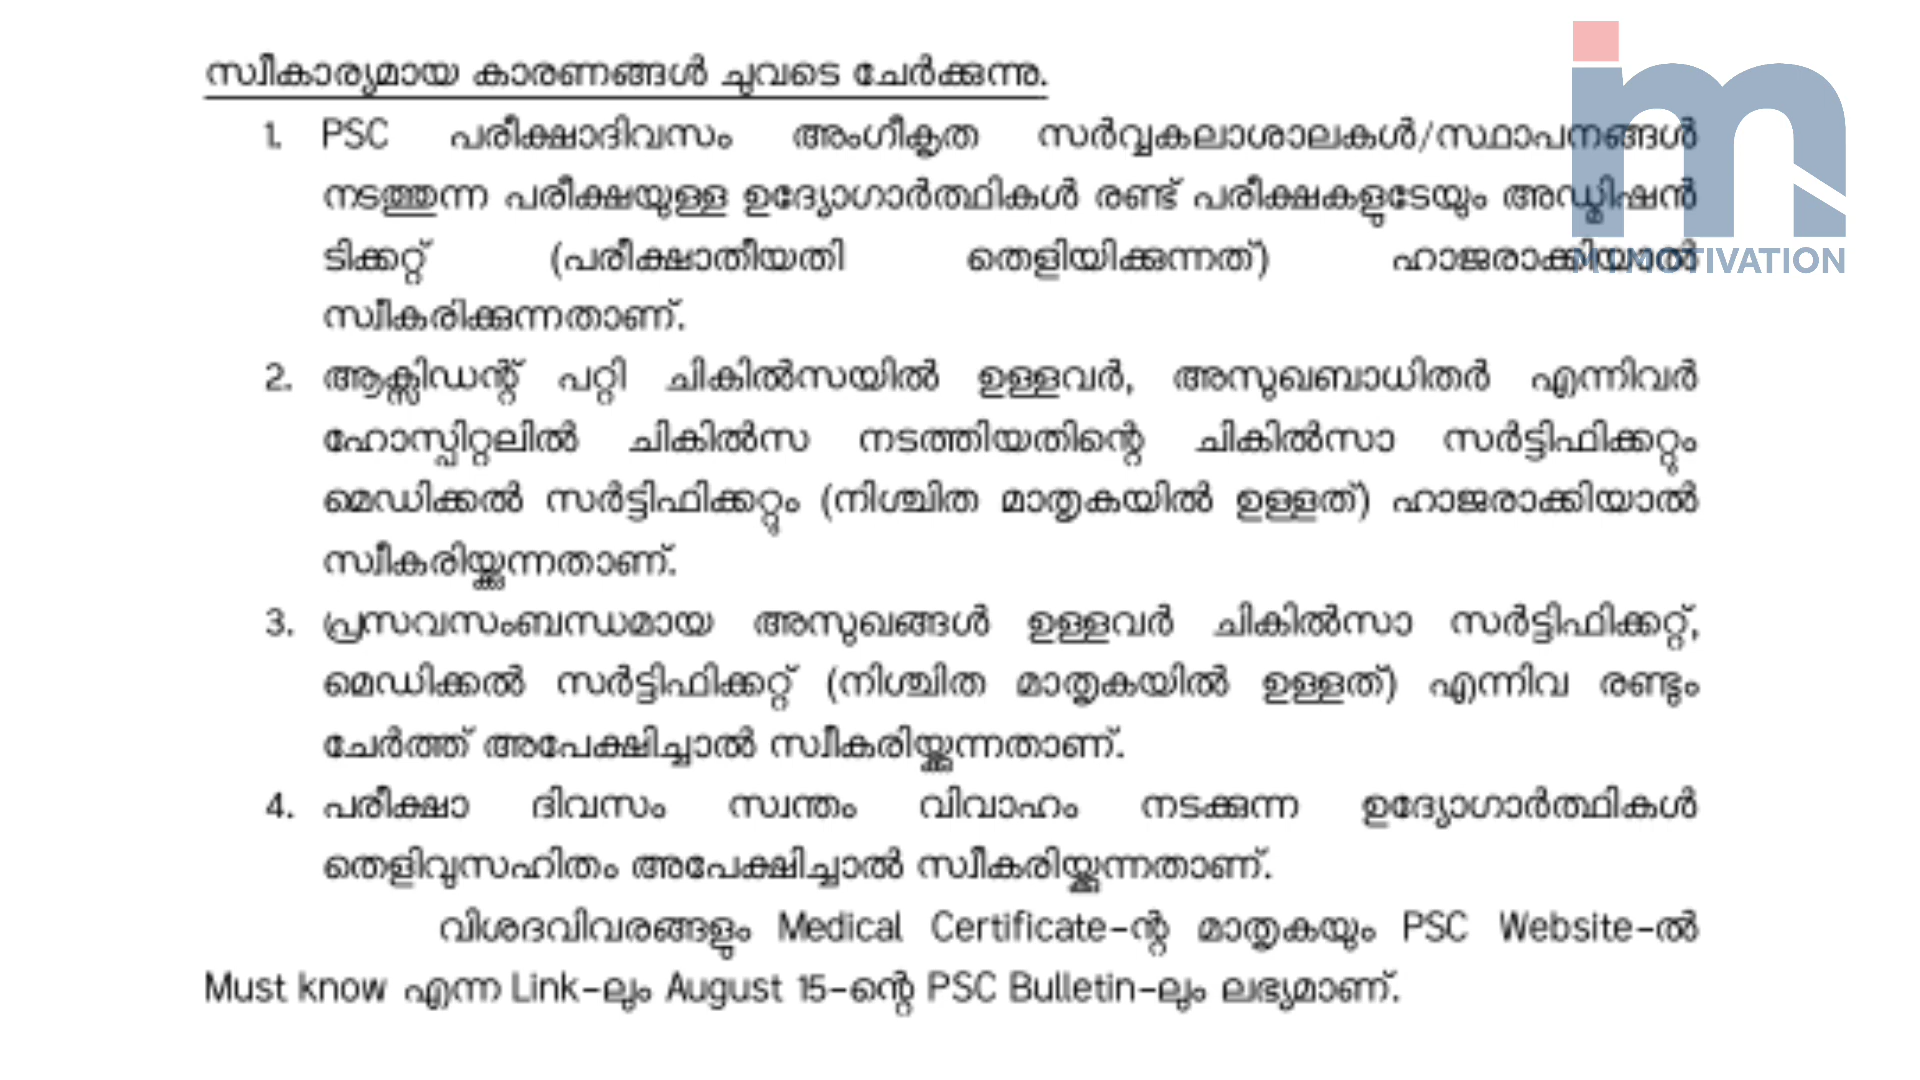 സ്വീകാര്യമായ കാരണങ്ങൾ ചുവടെ ചേർക്കുന്നു.
1. PSC പരീക്ഷാദിവസം അംഗീകൃത സർവ്വകലാശാലകൾ/സ്ഥാപനങ്ങൾ
നടത്തുന്ന പരീക്ഷയുള്ള ഉദ്യോഗാർത്ഥികൾ രണ്ട് പരീക്ഷകളുടേയും അഡ്മിഷൻ
ടിക്കറ്റ് (പരീക്ഷാതീയതി തെളിയിക്കുന്നത്) ഹാജരാക്കിയാൽ
സ്വീകരിക്കുന്നതാണ്.
2. ആക്സിഡന്റ് പറ്റി ചികിൽസയിൽ ഉള്ളവർ, അസുഖബാധിതർ എന്നിവർ
ഹോസ്പിറ്റലിൽ ചികിൽസ നടത്തിയതിന്റെ ചികിൽസാ സർട്ടിഫിക്കറ്റും
മെഡിക്കൽ സർട്ടിഫിക്കറ്റും (നിശ്ചിത മാതൃകയിൽ ഉള്ളത്) ഹാജരാക്കിയാൽ
സ്വീകരിയ്ക്കുന്നതാണ്.
3. പ്രസവസംബന്ധമായ അസുഖങ്ങൾ ഉള്ളവർ ചികിൽസാ സർട്ടിഫിക്കറ്റ്,
മെഡിക്കൽ സർട്ടിഫിക്കറ്റ് (നിശ്ചിത മാതൃകയിൽ ഉള്ളത്) എന്നിവ രണ്ടും
ചേർത്ത് അപേക്ഷിച്ചാൽ സ്വീകരിയ്ക്കുന്നതാണ്.
4. പരീക്ഷാ ദിവസം സ്വന്തം വിവാഹം നടക്കുന്ന ഉദ്യോഗാർത്ഥികൾ
തെളിവുസഹിതം അപേക്ഷിച്ചാൽ സ്വീകരിയ്ക്കുന്നതാണ്.
വിശദവിവരങ്ങളും Medical Certificate-ന്റ മാതൃകയും PSC Website-ൽ
Must know എന്ന Link-ലും August 15-ന്റെ PSC Bulletin-ലും ലഭ്യമാണ്.
im
MTMOTIVATION